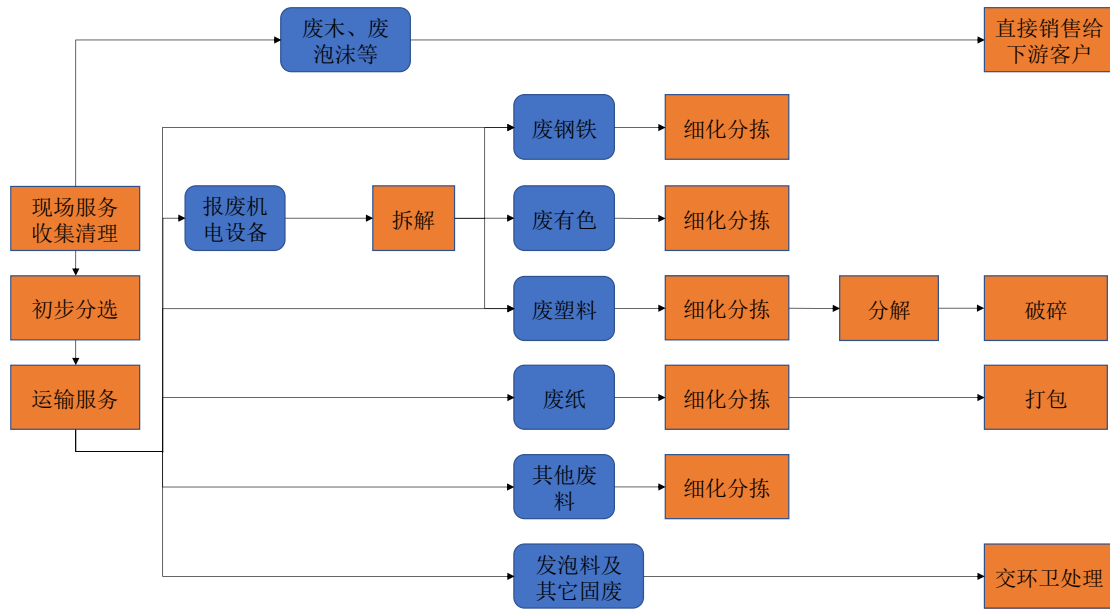 废木、废
泡沫等
直接销售给
下游客户
废钢铁
细化分拣
现场服务
收集清理
报废机
电设备
拆解
废有色
细化分拣
初步分选
废塑料
细化分拣
分解
破碎
运输服务
废纸
细化分拣
打包
其他废
料
细化分拣
发泡料及
其它固废
交环卫处理